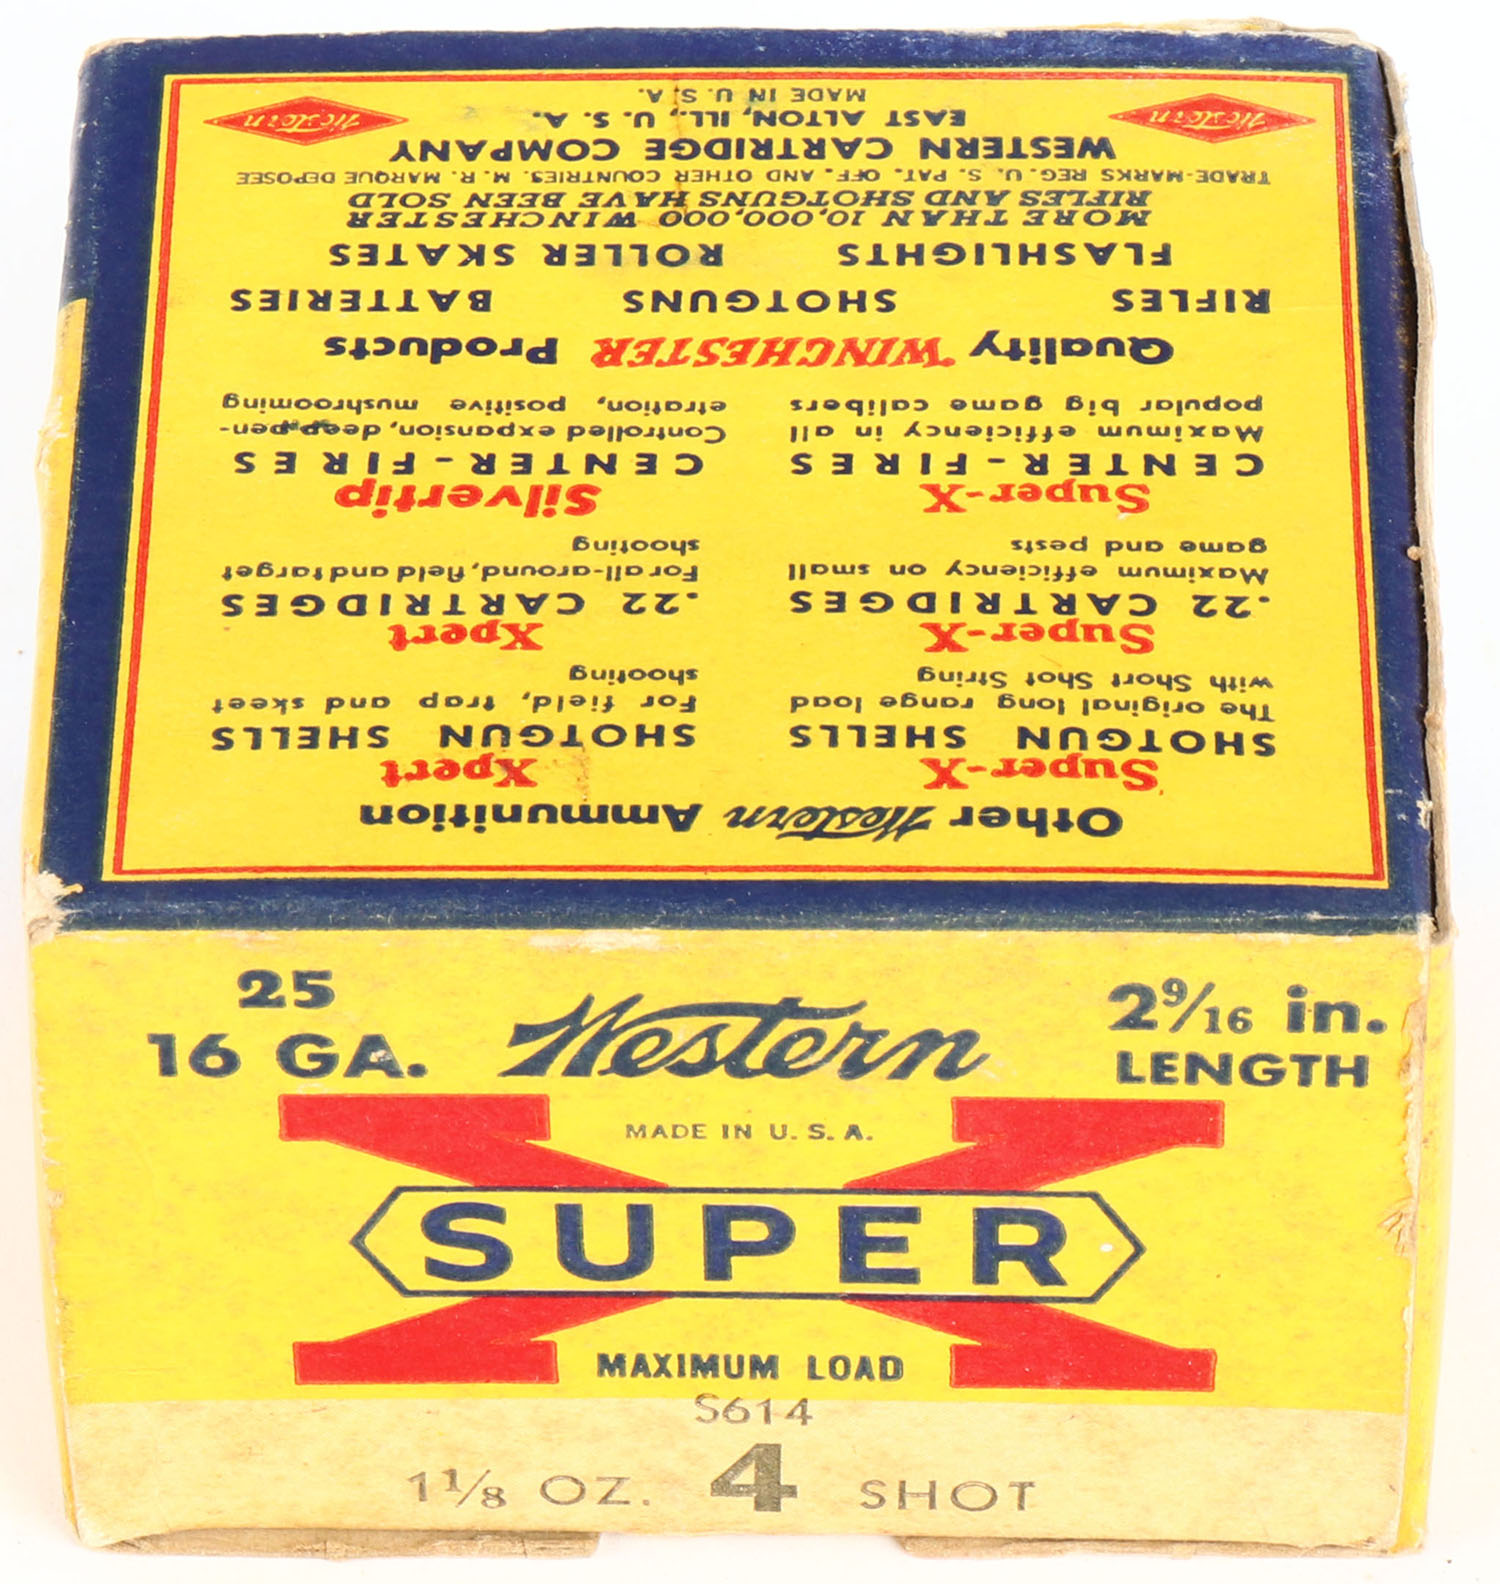 Other Western Ammunition
Super-X
SHOTGUN SHELLS
The original long range load
with Short Shot String
Xpert
SHOTGUN SHELLS
For field, trap and skeet
shooting
Super-X
.22 CARTRIDGES
Maximum efficiency on small
game and pests
Xpert
.22 CARTRIDGES
For all-around, field and target
shooting
Super-X
CENTER-FIRES
Maximum efficiency in all
popular big game calibers
Silvertip
CENTER-FIRES
Controlled expansion, deep pen-
etration, positive mushrooming
Quality WINCHESTER Products
RIFLES SHOTGUNS BATTERIES
FLASHLIGHTS ROLLER SKATES
MORE THAN 10,000,000 WINCHESTER
RIFLES AND SHOTGUNS HAVE BEEN SOLD
TRADE-MARKS REG. U. S. PAT. OFF. AND OTHER COUNTRIES. M. R. MARQUE DEPOSEE
WESTERN CARTRIDGE COMPANY
EAST ALTON, ILL., U. S. A.
MADE IN U.S.A.
Western
Western
25
16 GA.
Western
2 9/16 in.
LENGTH
MADE IN U. S. A.
SUPER X
MAXIMUM LOAD
S614
1 1/8 OZ. 4 SHOT